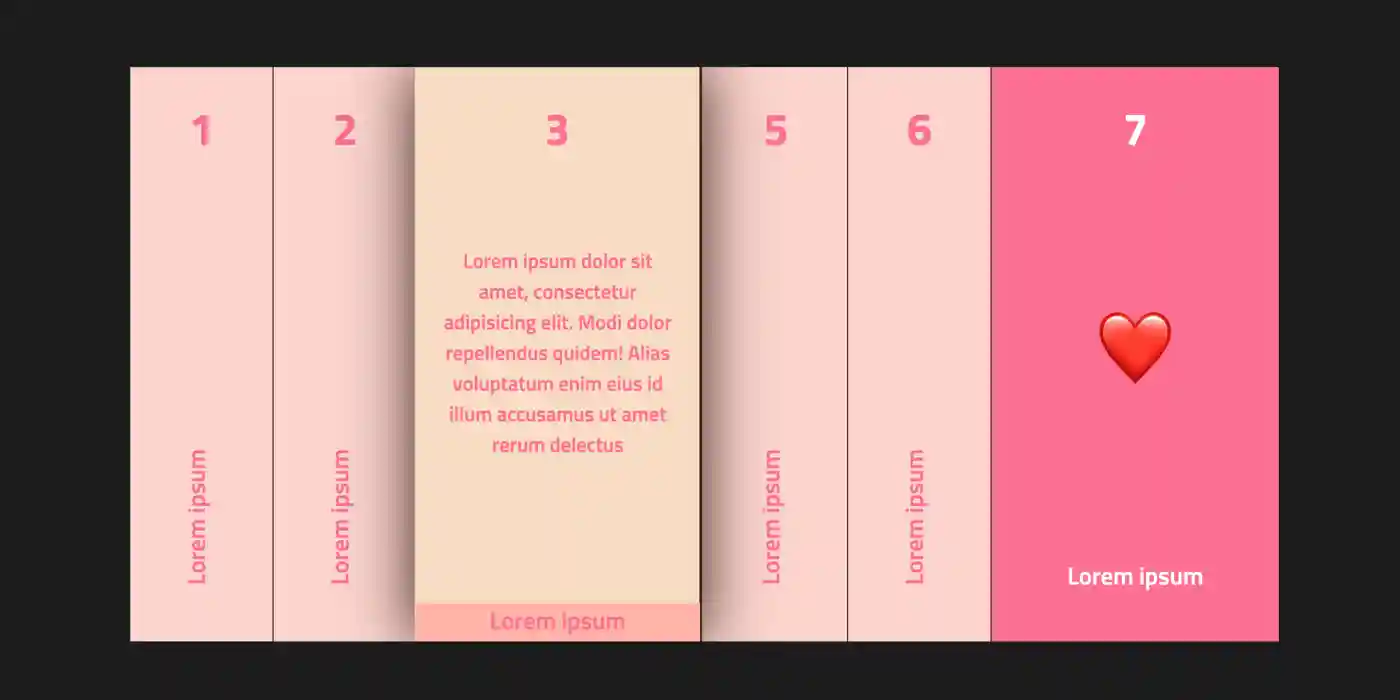 1
Lorem ipsum
2
Lorem ipsum
3
Lorem ipsum dolor sit
amet, consectetur
adipisicing elit. Modi dolor
repellendus quidem! Alias
voluptatum enim eius id
illum accusamus ut amet
rerum delectus
Lorem ipsum
5
Lorem ipsum
6
Lorem ipsum
7
Lorem ipsum